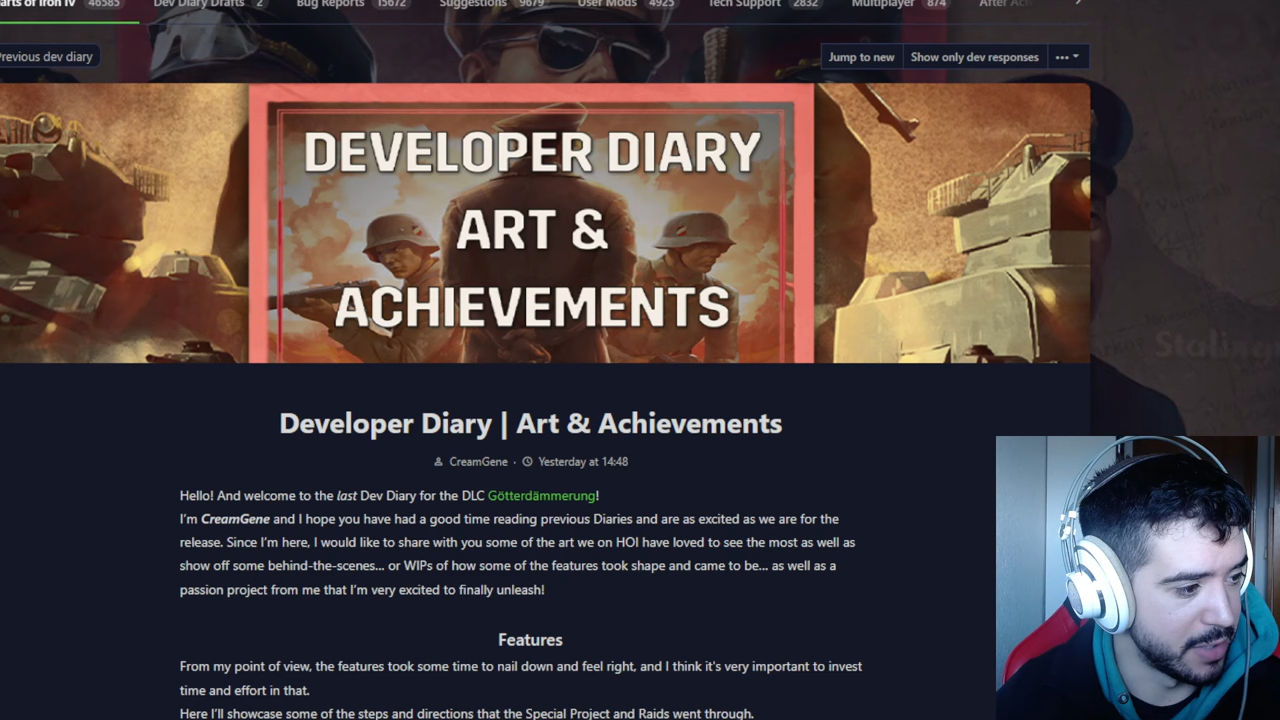 arts of Iron IV 46585 Dev Diary Drafts 2 Bug Reports 15672 Suggestions 9679 User Mods 4925 Tech Support 2832 Multiplayer 874 After Ac
Previous dev diary Jump to new Show only dev responses
DEVELOPER DIARY
ART &
ACHIEVEMENTS
Developer Diary | Art & Achievements
CreamGene · Yesterday at 14:48
Hello! And welcome to the last Dev Diary for the DLC Götterdämmerung!
I'm CreamGene and I hope you have had a good time reading previous Diaries and are as excited as we are for the
release. Since I'm here, I would like to share with you some of the art we on HOI have loved to see the most as well as
show off some behind-the-scenes... or WIPs of how some of the features took shape and came to be... as well as a
passion project from me that I'm very excited to finally unleash!
Features
From my point of view, the features took some time to nail down and feel right, and I think it's very important to invest
time and effort in that.
Here I'll showcase some of the steps and directions that the Special Project and Raids went through.